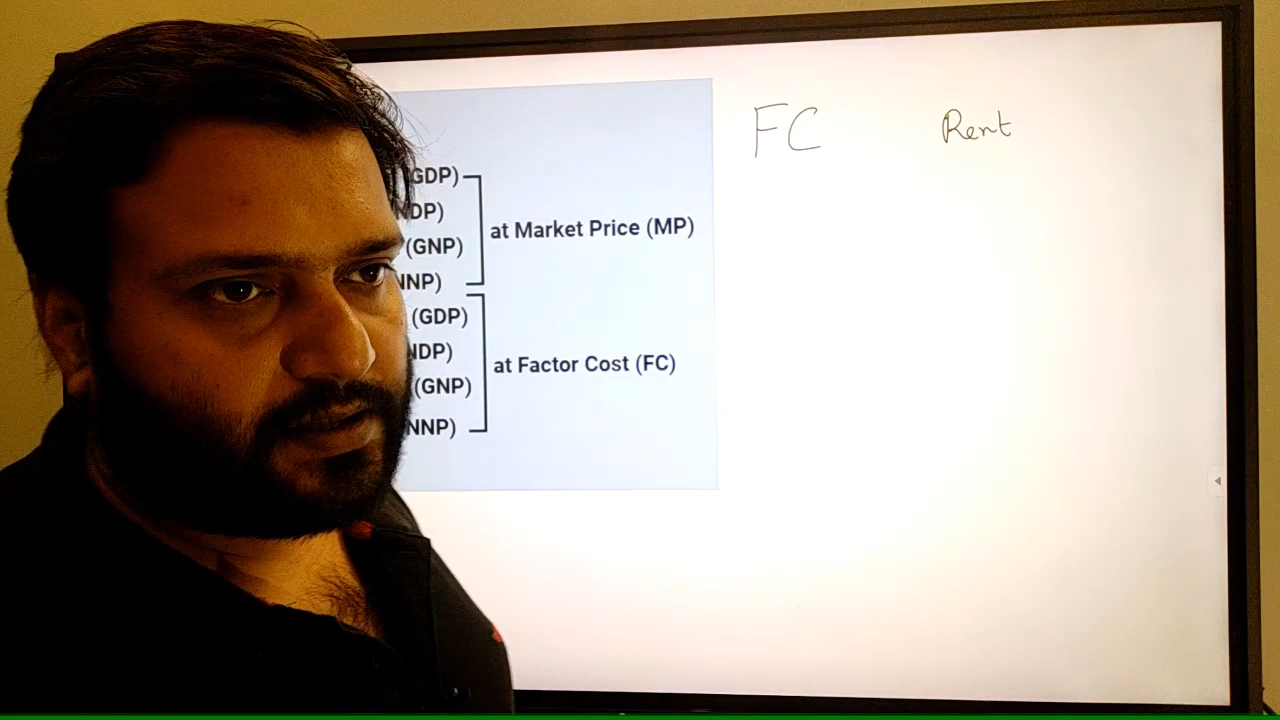 FC Rent
GDP)
NDP)
(GNP)
NNP)
at Market Price (MP)
(GDP)
NDP)
(GNP)
NNP)
at Factor Cost (FC)